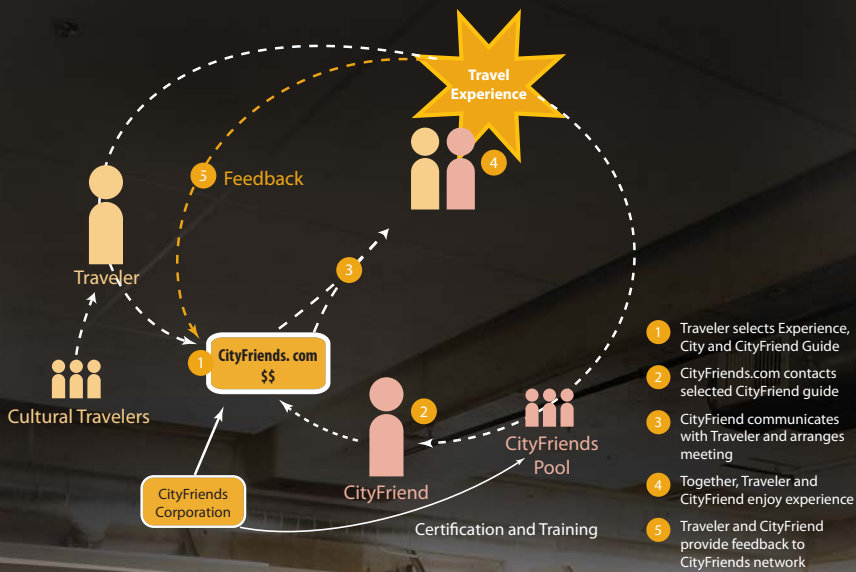 Travel
Experience
4
5
Feedback
Traveler
3
1
CityFriends. com
$$
Cultural Travelers
2
CityFriend
CityFriends
Pool
CityFriends
Corporation
Certification and Training
1 Traveler selects Experience,
City and CityFriend Guide
2 CityFriends.com contacts
selected CityFriend guide
3 CityFriend communicates
with Traveler and arranges
meeting
4 Together, Traveler and
CityFriend enjoy experience
5 Traveler and CityFriend
provide feedback to
CityFriends network